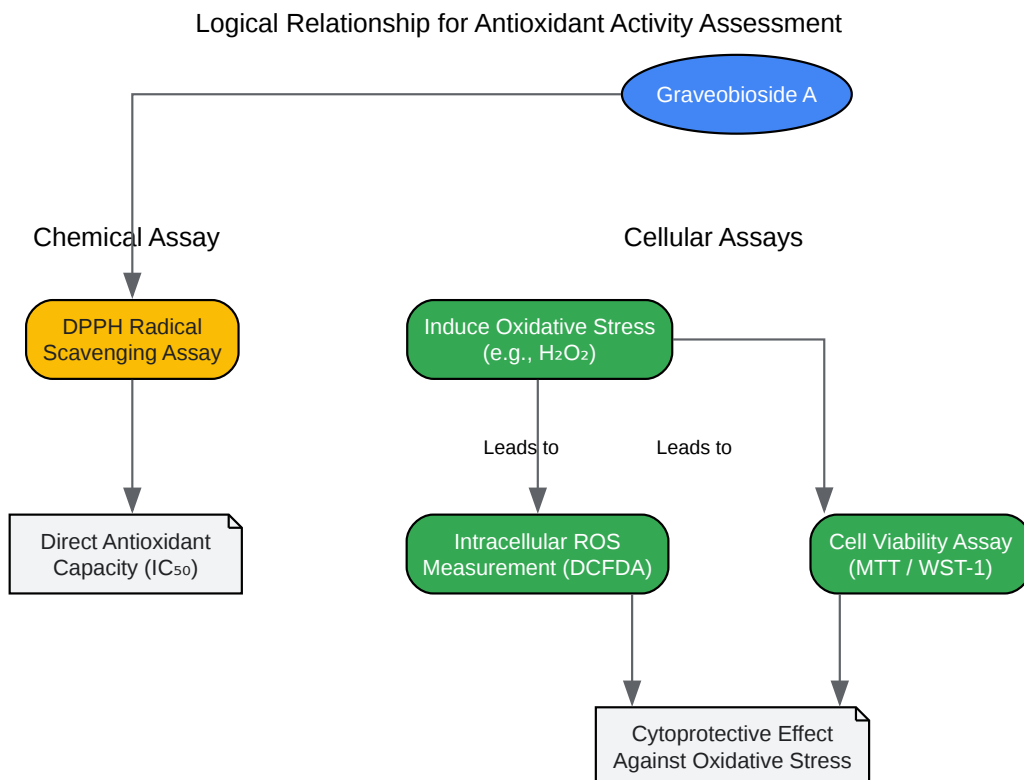 Logical Relationship for Antioxidant Activity Assessment
Graveobioside A
Chemical Assay
Cellular Assays
DPPH Radical
Scavenging Assay
Induce Oxidative Stress
(e.g., H₂O₂)
Leads to
Leads to
Direct Antioxidant
Capacity (IC₅₀)
Intracellular ROS
Measurement (DCFDA)
Cell Viability Assay
(MTT / WST-1)
Cytoprotective Effect
Against Oxidative Stress